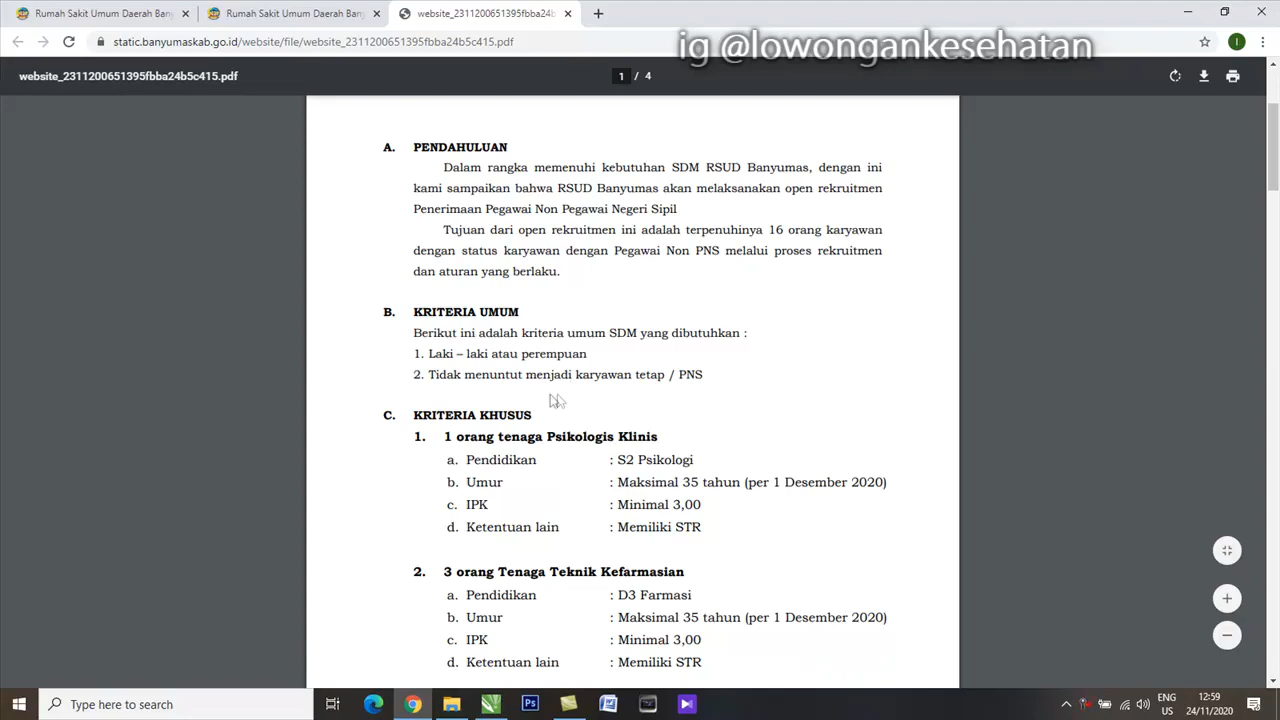 Rumah Sakit Umum Daerah Bany
Rumah Sakit Umum Daerah Bany
website_2311200651395fbba24b5
static.banyumaskab.go.id/website/file/website_2311200651395fbba24b5c415.pdf
ig @lowongankesehatan
I
website_2311200651395fbba24b5c415.pdf
1 / 4
A. PENDAHULUAN
Dalam rangka memenuhi kebutuhan SDM RSUD Banyumas, dengan ini
kami sampaikan bahwa RSUD Banyumas akan melaksanakan open rekruitmen
Penerimaan Pegawai Non Pegawai Negeri Sipil
Tujuan dari open rekruitmen ini adalah terpenuhinya 16 orang karyawan
dengan status karyawan dengan Pegawai Non PNS melalui proses rekruitmen
dan aturan yang berlaku.
B. KRITERIA UMUM
Berikut ini adalah kriteria umum SDM yang dibutuhkan :
1. Laki – laki atau perempuan
2. Tidak menuntut menjadi karyawan tetap / PNS
C. KRITERIA KHUSUS
1. 1 orang tenaga Psikologis Klinis
a. Pendidikan : S2 Psikologi
b. Umur : Maksimal 35 tahun (per 1 Desember 2020)
c. IPK : Minimal 3,00
d. Ketentuan lain : Memiliki STR
2. 3 orang Tenaga Teknik Kefarmasian
a. Pendidikan : D3 Farmasi
b. Umur : Maksimal 35 tahun (per 1 Desember 2020)
c. IPK : Minimal 3,00
d. Ketentuan lain : Memiliki STR
Type here to search
Ps
ENG
US
12:59
24/11/2020